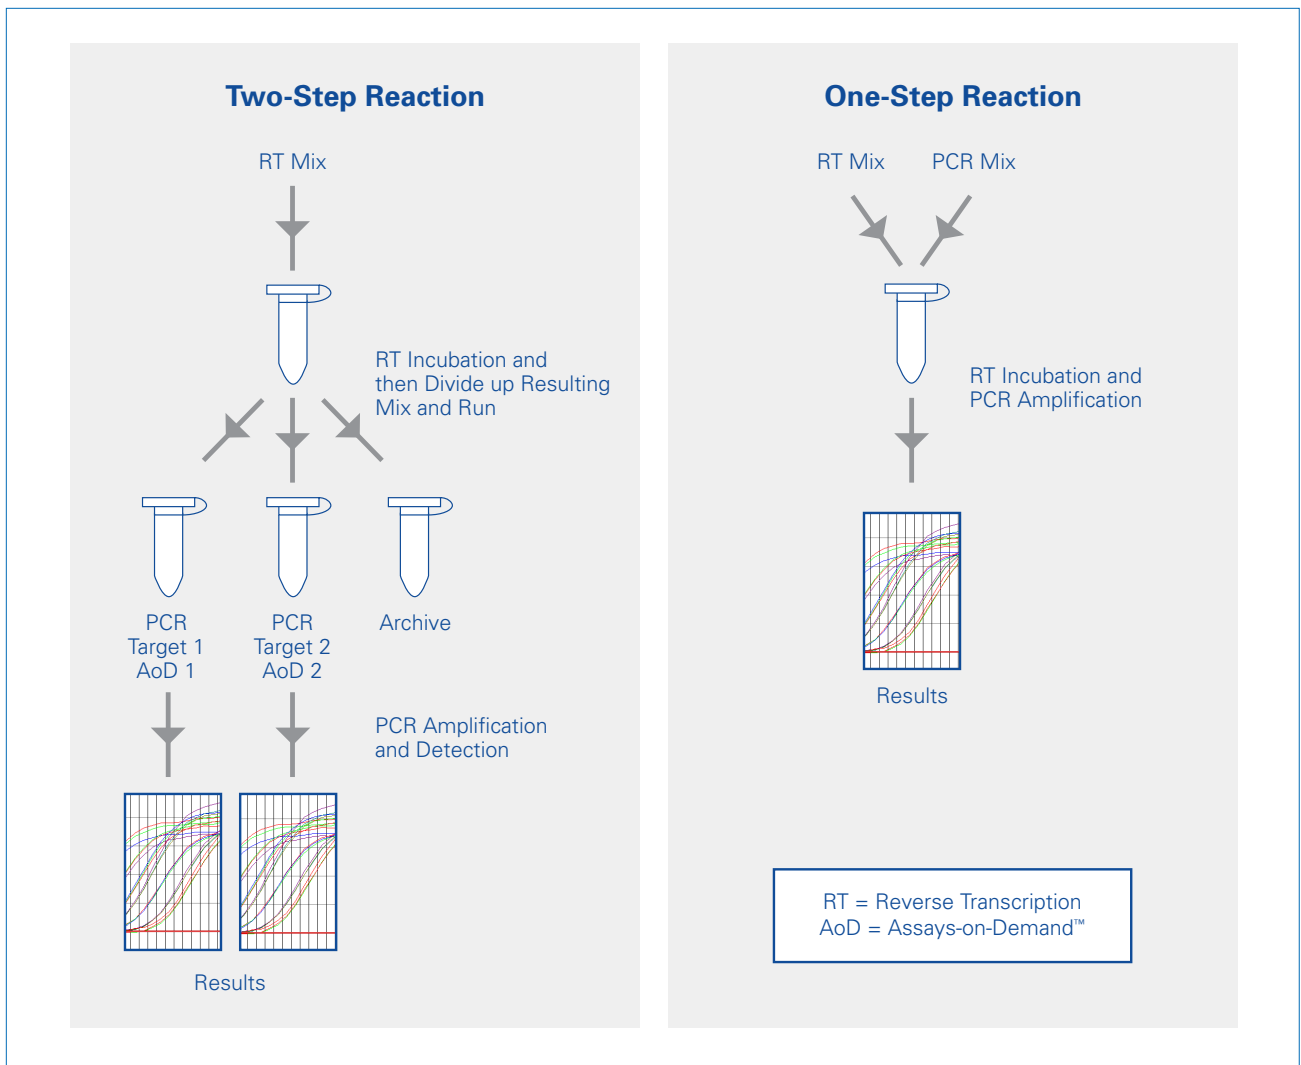 Two-Step Reaction
RT Mix
RT Incubation and
then Divide up Resulting
Mix and Run
PCR
Target 1
AoD 1
PCR
Target 2
AoD 2
Archive
PCR Amplification
and Detection
Results
One-Step Reaction
RT Mix
PCR Mix
RT Incubation and
PCR Amplification
Results
RT = Reverse Transcription
AoD = Assays-on-Demand™